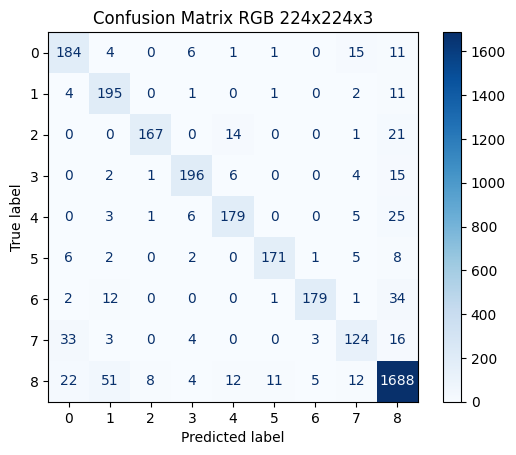 Confusion Matrix RGB 224x224x3
0 184 4 0 6 1 1 0 15 11
1 4 195 0 1 0 1 0 2 11
2 0 0 167 0 14 0 0 1 21
3 0 2 1 196 6 0 0 4 15
4 0 3 1 6 179 0 0 5 25
5 6 2 0 2 0 171 1 5 8
6 2 12 0 0 0 1 179 1 34
7 33 3 0 4 0 0 3 124 16
8 22 51 8 4 12 11 5 12 1688
0 1 2 3 4 5 6 7 8
Predicted label
True label
1600
1400
1200
1000
800
600
400
200
0